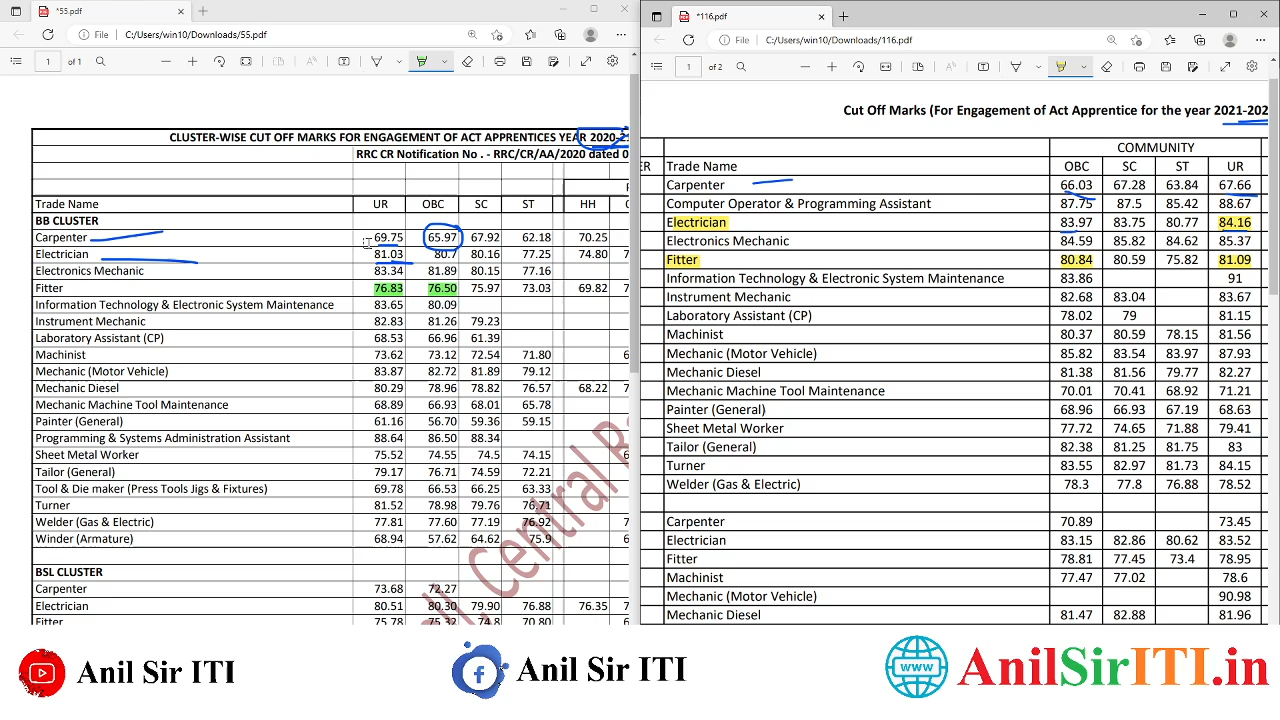 *55.pdf
File C:/Users/win10/Downloads/55.pdf
1 of 1
CLUSTER-WISE CUT OFF MARKS FOR ENGAGEMENT OF ACT APPRENTICES YEAR 2020-2
RRC CR Notification No . - RRC/CR/AA/2020 dated 0
Trade Name UR OBC SC ST HH
BB CLUSTER
Carpenter 69.75 65.97 67.92 62.18 70.25
Electrician 81.03 80.7 80.16 77.25 74.80 7
Electronics Mechanic 83.34 81.89 80.15 77.16
Fitter 76.83 76.50 75.97 73.03 69.82 7
Information Technology & Electronic System Maintenance 83.65 80.09
Instrument Mechanic 82.83 81.26 79.23
Laboratory Assistant (CP) 68.53 66.96 61.39
Machinist 73.62 73.12 72.54 71.80 6
Mechanic (Motor Vehicle) 83.87 82.72 81.89 79.12
Mechanic Diesel 80.29 78.96 78.82 76.57 68.22 7
Mechanic Machine Tool Maintenance 68.89 66.93 68.01 65.78
Painter (General) 61.16 56.70 59.36 59.15
Programming & Systems Administration Assistant 88.64 86.50 88.34
Sheet Metal Worker 75.52 74.55 74.5 74.15 6
Tailor (General) 79.17 76.71 74.59 72.21
Tool & Die maker (Press Tools Jigs & Fixtures) 69.78 66.53 66.25 63.33
Turner 81.52 78.98 79.76 76.71
Welder (Gas & Electric) 77.81 77.60 77.19 76.92 7
Winder (Armature) 68.94 57.62 64.62 75.9 6
BSL CLUSTER
Carpenter 73.68 72.27
Electrician 80.51 80.30 79.90 76.88 76.35 7
Fitter 75.78 75.32 74.8 70.80
Central R
*116.pdf
File C:/Users/win10/Downloads/116.pdf
1 of 2
Cut Off Marks (For Engagement of Act Apprentice for the year 2021-202
COMMUNITY
ER Trade Name OBC SC ST UR
Carpenter 66.03 67.28 63.84 67.66
Computer Operator & Programming Assistant 87.75 87.5 85.42 88.67
Electrician 83.97 83.75 80.77 84.16
Electronics Mechanic 84.59 85.82 84.62 85.37
Fitter 80.84 80.59 75.82 81.09
Information Technology & Electronic System Maintenance 83.86 91
Instrument Mechanic 82.68 83.04 83.67
Laboratory Assistant (CP) 78.02 79 81.15
Machinist 80.37 80.59 78.15 81.56
Mechanic (Motor Vehicle) 85.82 83.54 83.97 87.93
Mechanic Diesel 81.38 81.56 79.77 82.27
Mechanic Machine Tool Maintenance 70.01 70.41 68.92 71.21
Painter (General) 68.96 66.93 67.19 68.63
Sheet Metal Worker 77.72 74.65 71.88 79.41
Tailor (General) 82.38 81.25 81.75 83
Turner 83.55 82.97 81.73 84.15
Welder (Gas & Electric) 78.3 77.8 76.88 78.52
Carpenter 70.89 73.45
Electrician 83.15 82.86 80.62 83.52
Fitter 78.81 77.45 73.4 78.95
Machinist 77.47 77.02 78.6
Mechanic (Motor Vehicle) 90.98
Mechanic Diesel 81.47 82.88 81.96
Anil Sir ITI
Anil Sir ITI
www
AnilSirITI.in